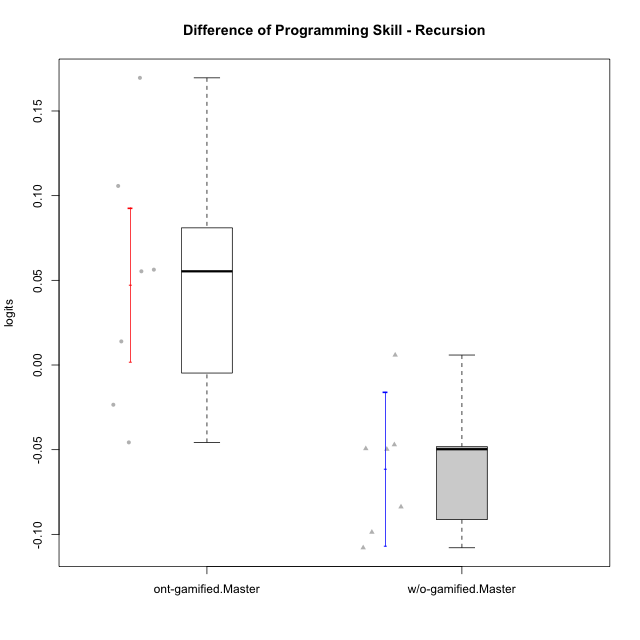 Difference of Programming Skill - Recursion
logits
0.15
0.10
0.05
0.00
-0.05
-0.10
ont-gamified.Master
w/o-gamified.Master